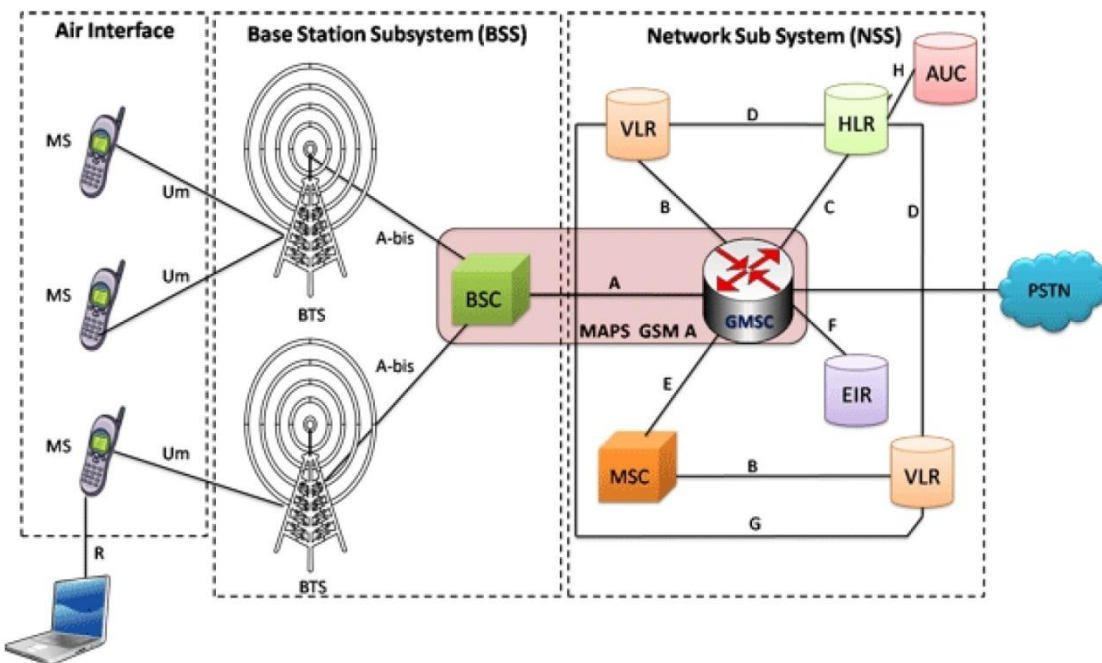 Air Interface
Base Station Subsystem (BSS)
Network Sub System (NSS)
MS
Um
MS
Um
MS
Um
R
BTS
A-bis
BTS
A-bis
BSC
A
MAPS GSM A
GMSC
VLR
D
HLR
H
AUC
B
C
D
PSTN
F
EIR
E
MSC
B
VLR
G